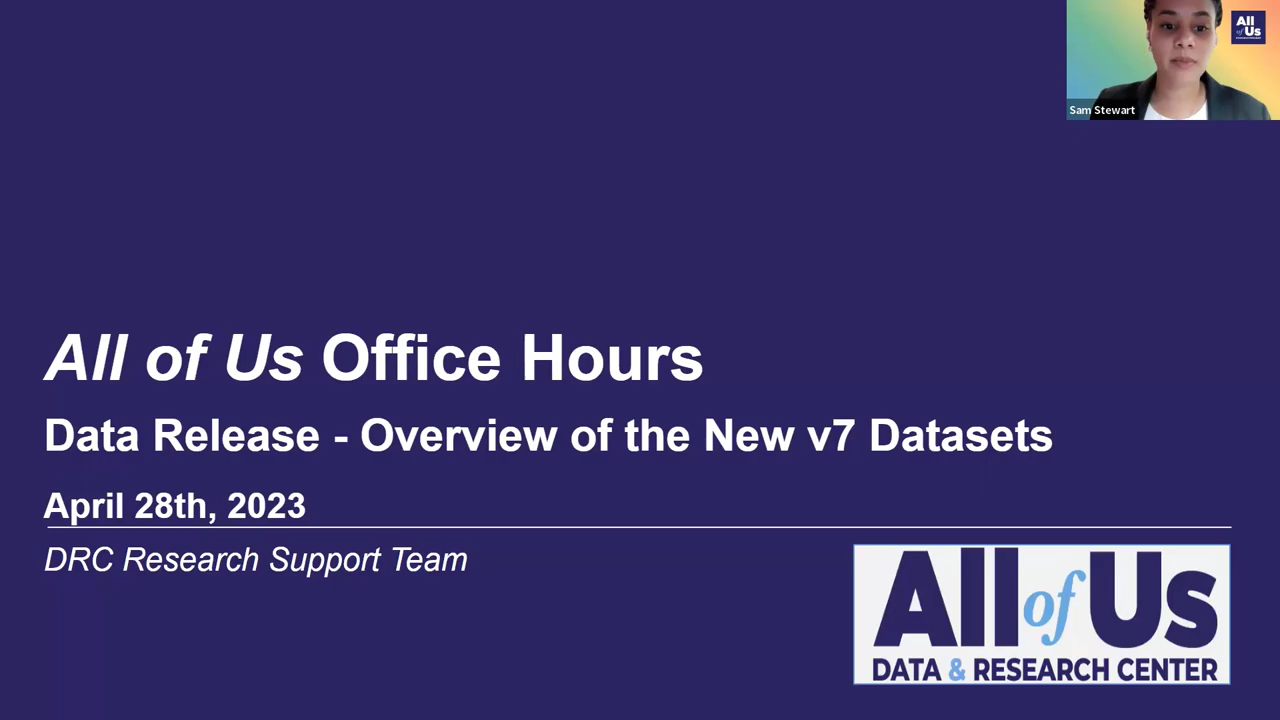 All
of Us
Sam Stewart
All of Us Office Hours
Data Release - Overview of the New v7 Datasets
April 28th, 2023
DRC Research Support Team
All of Us
DATA & RESEARCH CENTER